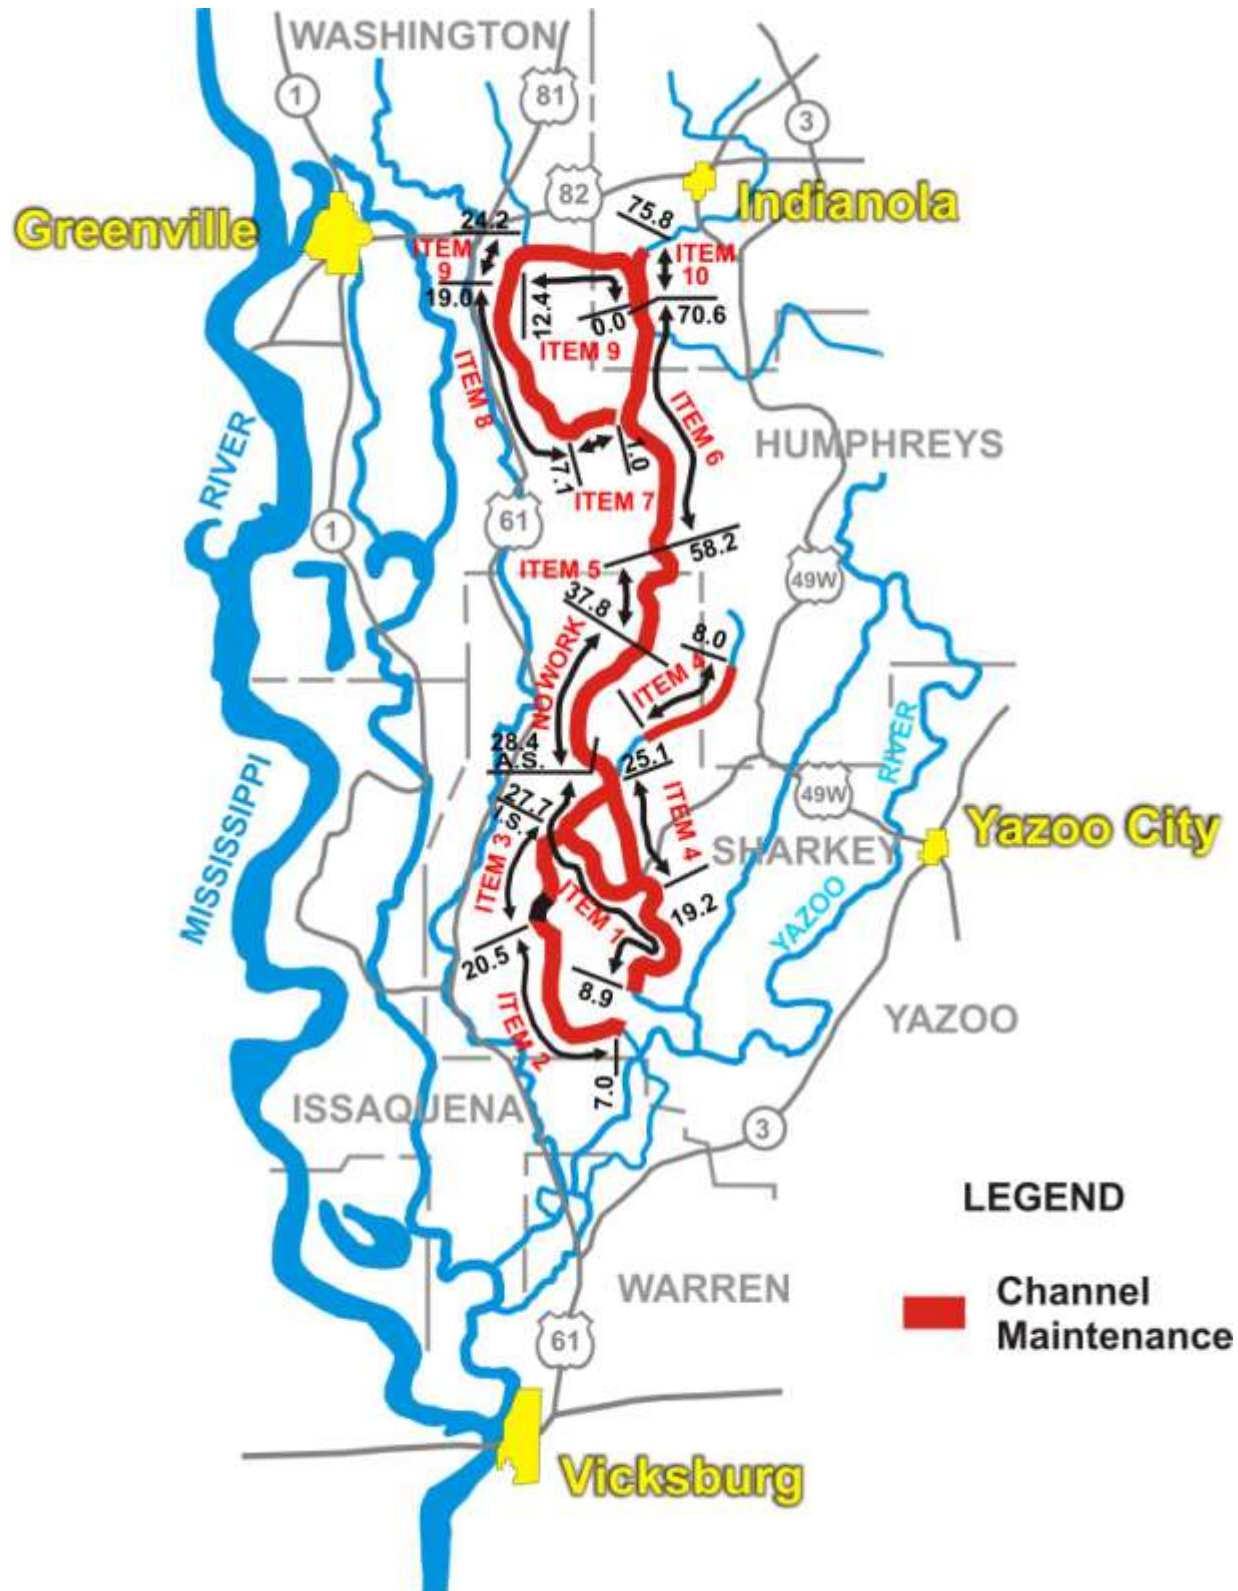 WASHINGTON
1
81
3
82
Greenville
Indianola
75.8
24.2
ITEM
9
19.0
ITEM
10
12.4
0.0
70.6
ITEM 9
ITEM 8
ITEM 6
RIVER
HUMPHREYS
1.0
7.1
ITEM 7
61
1
58.2
ITEM 5
49W
37.8
8.0
NO WORK
ITEM 4
RIVER
28.4
A.S.
25.1
27.7
.S.
49W
MISSISSIPPI
ITEM 3
ITEM 4
SHARKEY
Yazoo City
ITEM 1
19.2
YAZOO
20.5
8.9
ITEM 2
YAZOO
7.0
ISSAQUENA
3
LEGEND
WARREN
Channel
Maintenance
61
Vicksburg